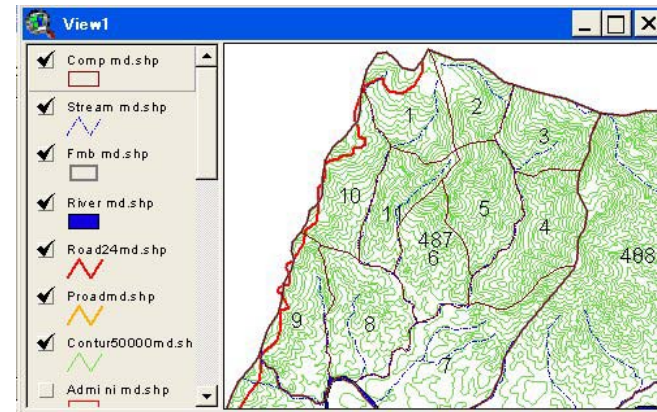 View1
Comp md.shp
Stream md.shp
Fmb md.shp
River md.shp
Road24md.shp
Proadmd.shp
Contur50000md.sh
Admini md.shp
1
2
3
10
11
5
4
487
6
488
9
8
7